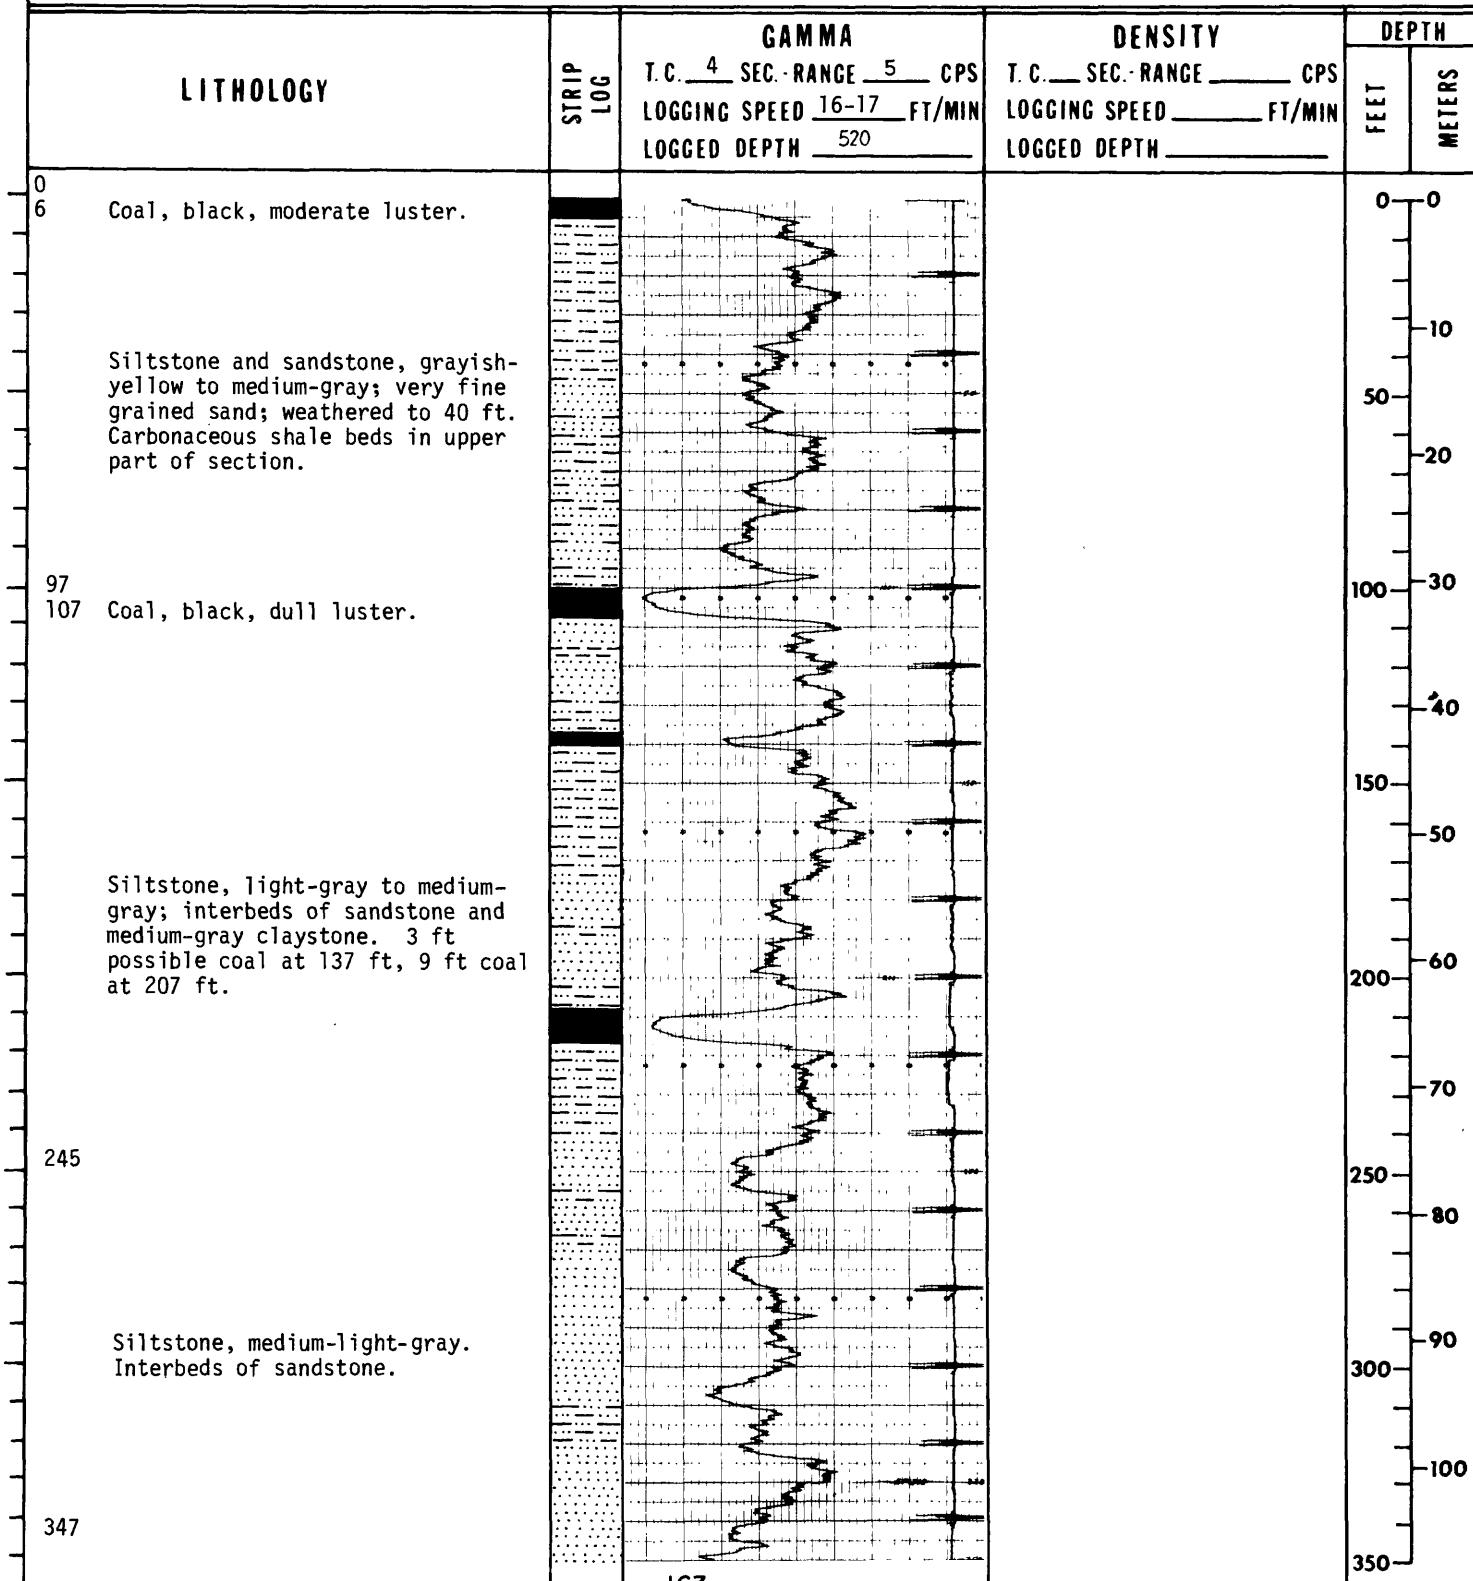 LITHOLOGY
STRIP LOG
GAMMA
T.C. 4 SEC.-RANGE 5 CPS
LOGGING SPEED 16-17 FT/MIN
LOGGED DEPTH 520
DENSITY
T.C. SEC.-RANGE CPS
LOGGING SPEED FT/MIN
LOGGED DEPTH
DEPTH
FEET
METERS
0
6 Coal, black, moderate luster.
Siltstone and sandstone, grayish-
yellow to medium-gray; very fine
grained sand; weathered to 40 ft.
Carbonaceous shale beds in upper
part of section.
97
107 Coal, black, dull luster.
Siltstone, light-gray to medium-
gray; interbeds of sandstone and
medium-gray claystone. 3 ft
possible coal at 137 ft, 9 ft coal
at 207 ft.
245
Siltstone, medium-light-gray.
Interbeds of sandstone.
347
0
50
100
150
200
250
300
350
0
10
20
30
40
50
60
70
80
90
100